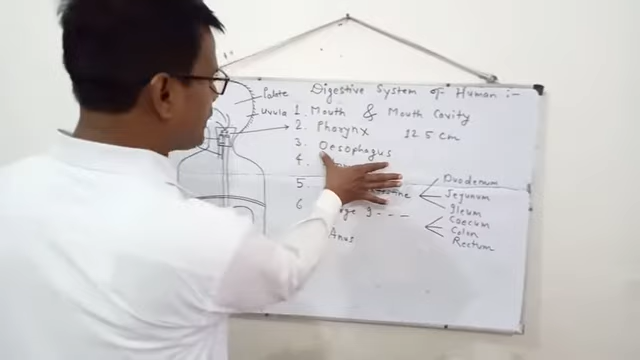 Digestive System of Human :-
Palete
Uvula
1. Mouth & Mouth Cavity
2. Pharynx 12.5 cm
3. Oesophagus
4.
5.
6
Anus
Duodenum
Jejunum
Ileum
Caecum
Colon
Rectum